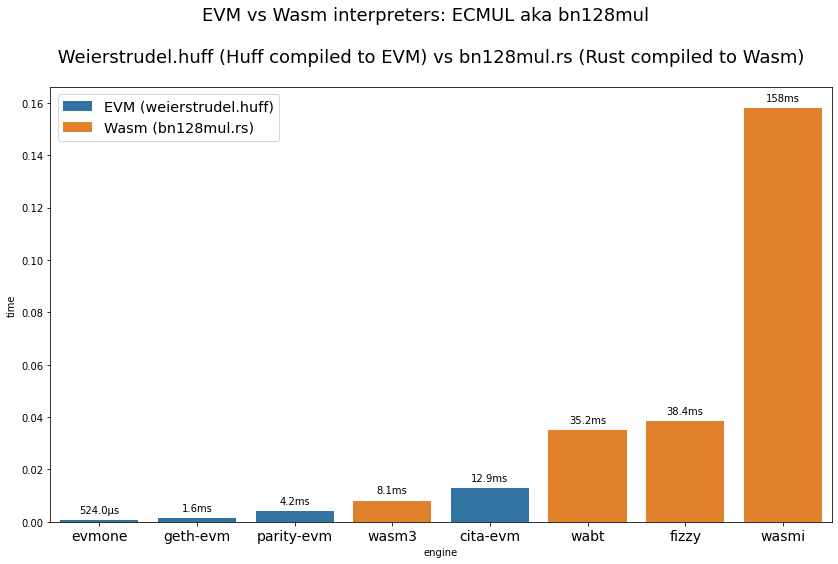 EVM vs Wasm interpreters: ECMUL aka bn128mul
Weierstrudel.huff (Huff compiled to EVM) vs bn128mul.rs (Rust compiled to Wasm)
EVM (weierstrudel.huff)
Wasm (bn128mul.rs)
time
0.16
0.14
0.12
0.10
0.08
0.06
0.04
0.02
0.00
524.0μs
1.6ms
4.2ms
8.1ms
12.9ms
35.2ms
38.4ms
158ms
evmone geth-evm parity-evm wasm3 cita-evm wabt fizzy wasmi
engine